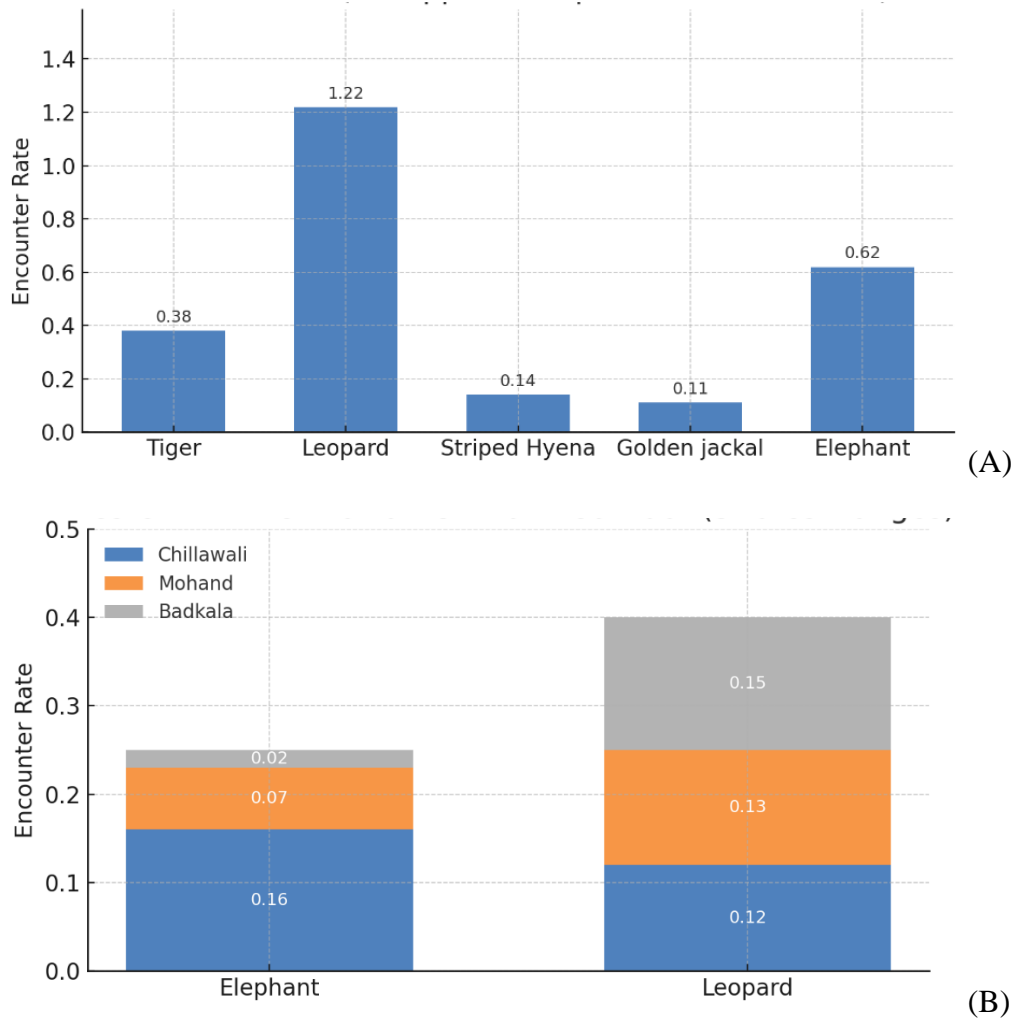 1.4
1.2
1.0
0.8
0.6
0.4
0.2
0.0
Encounter Rate
0.38
1.22
0.14
0.11
0.62
Tiger
Leopard
Striped Hyena
Golden jackal
Elephant
(A)
0.5
0.4
0.3
0.2
0.1
0.0
Encounter Rate
Chillawali
Mohand
Badkala
0.02
0.07
0.16
0.15
0.13
0.12
Elephant
Leopard
(B)